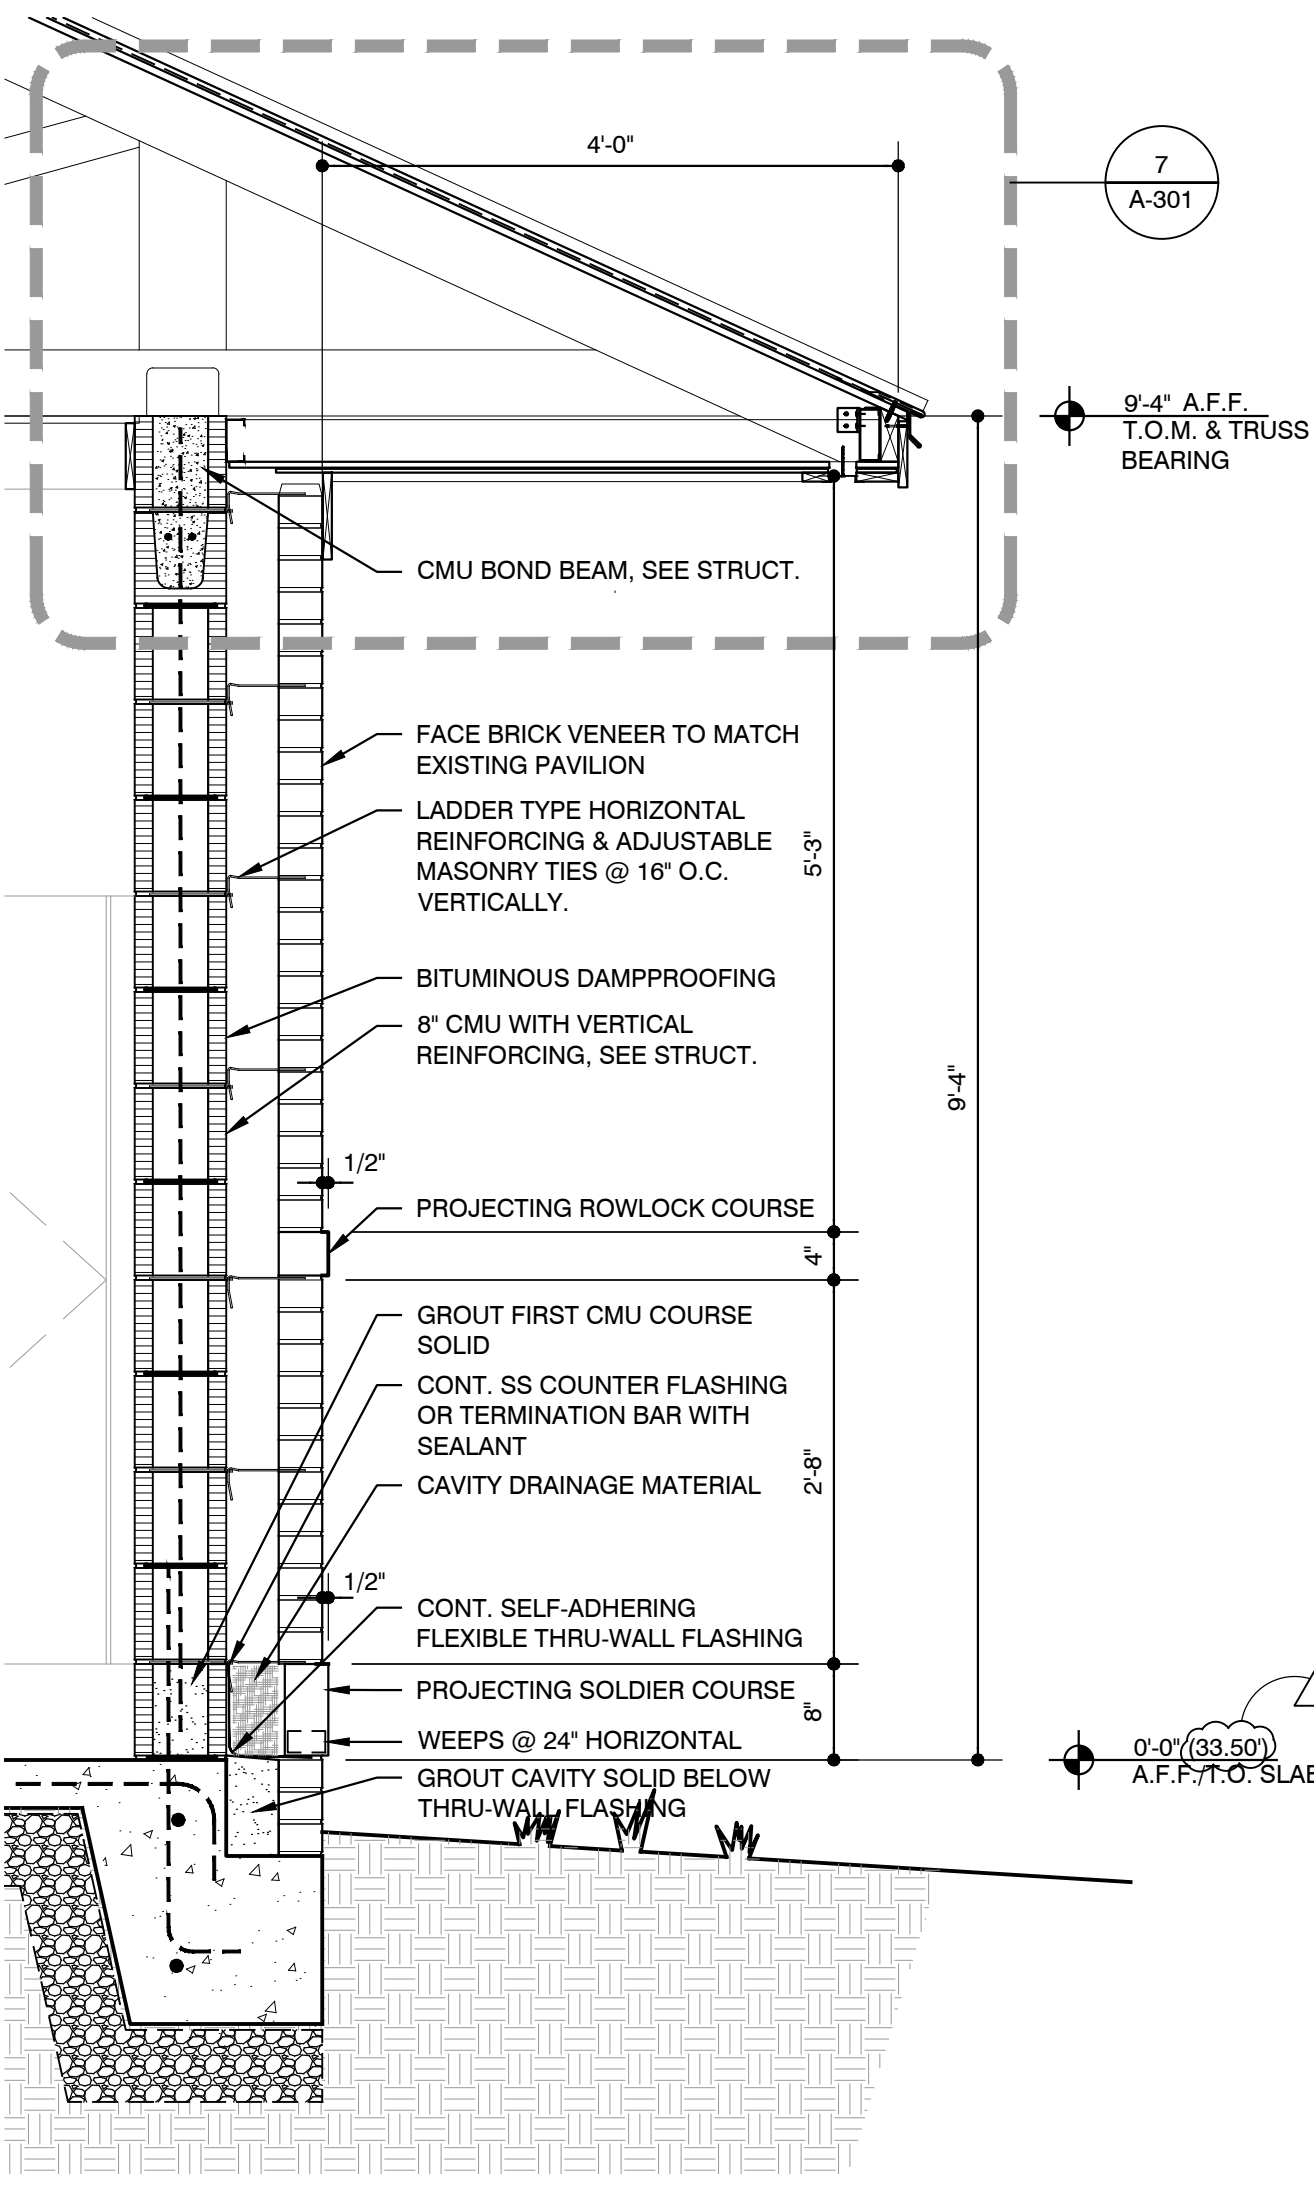 4'-0"
7
A-301
9'-4" A.F.F.
T.O.M. & TRUSS
BEARING
CMU BOND BEAM, SEE STRUCT.
FACE BRICK VENEER TO MATCH
EXISTING PAVILION
LADDER TYPE HORIZONTAL
REINFORCING & ADJUSTABLE
MASONRY TIES @ 16" O.C.
VERTICALLY.
5'-3"
BITUMINOUS DAMPPROOFING
8" CMU WITH VERTICAL
REINFORCING, SEE STRUCT.
9'-4"
1/2"
PROJECTING ROWLOCK COURSE
4"
GROUT FIRST CMU COURSE
SOLID
CONT. SS COUNTER FLASHING
OR TERMINATION BAR WITH
SEALANT
CAVITY DRAINAGE MATERIAL
2'-8"
1/2"
CONT. SELF-ADHERING
FLEXIBLE THRU-WALL FLASHING
PROJECTING SOLDIER COURSE
8"
WEEPS @ 24" HORIZONTAL
GROUT CAVITY SOLID BELOW
THRU-WALL FLASHING
0'-0" (33.50')
A.F.F./T.O. SLAB